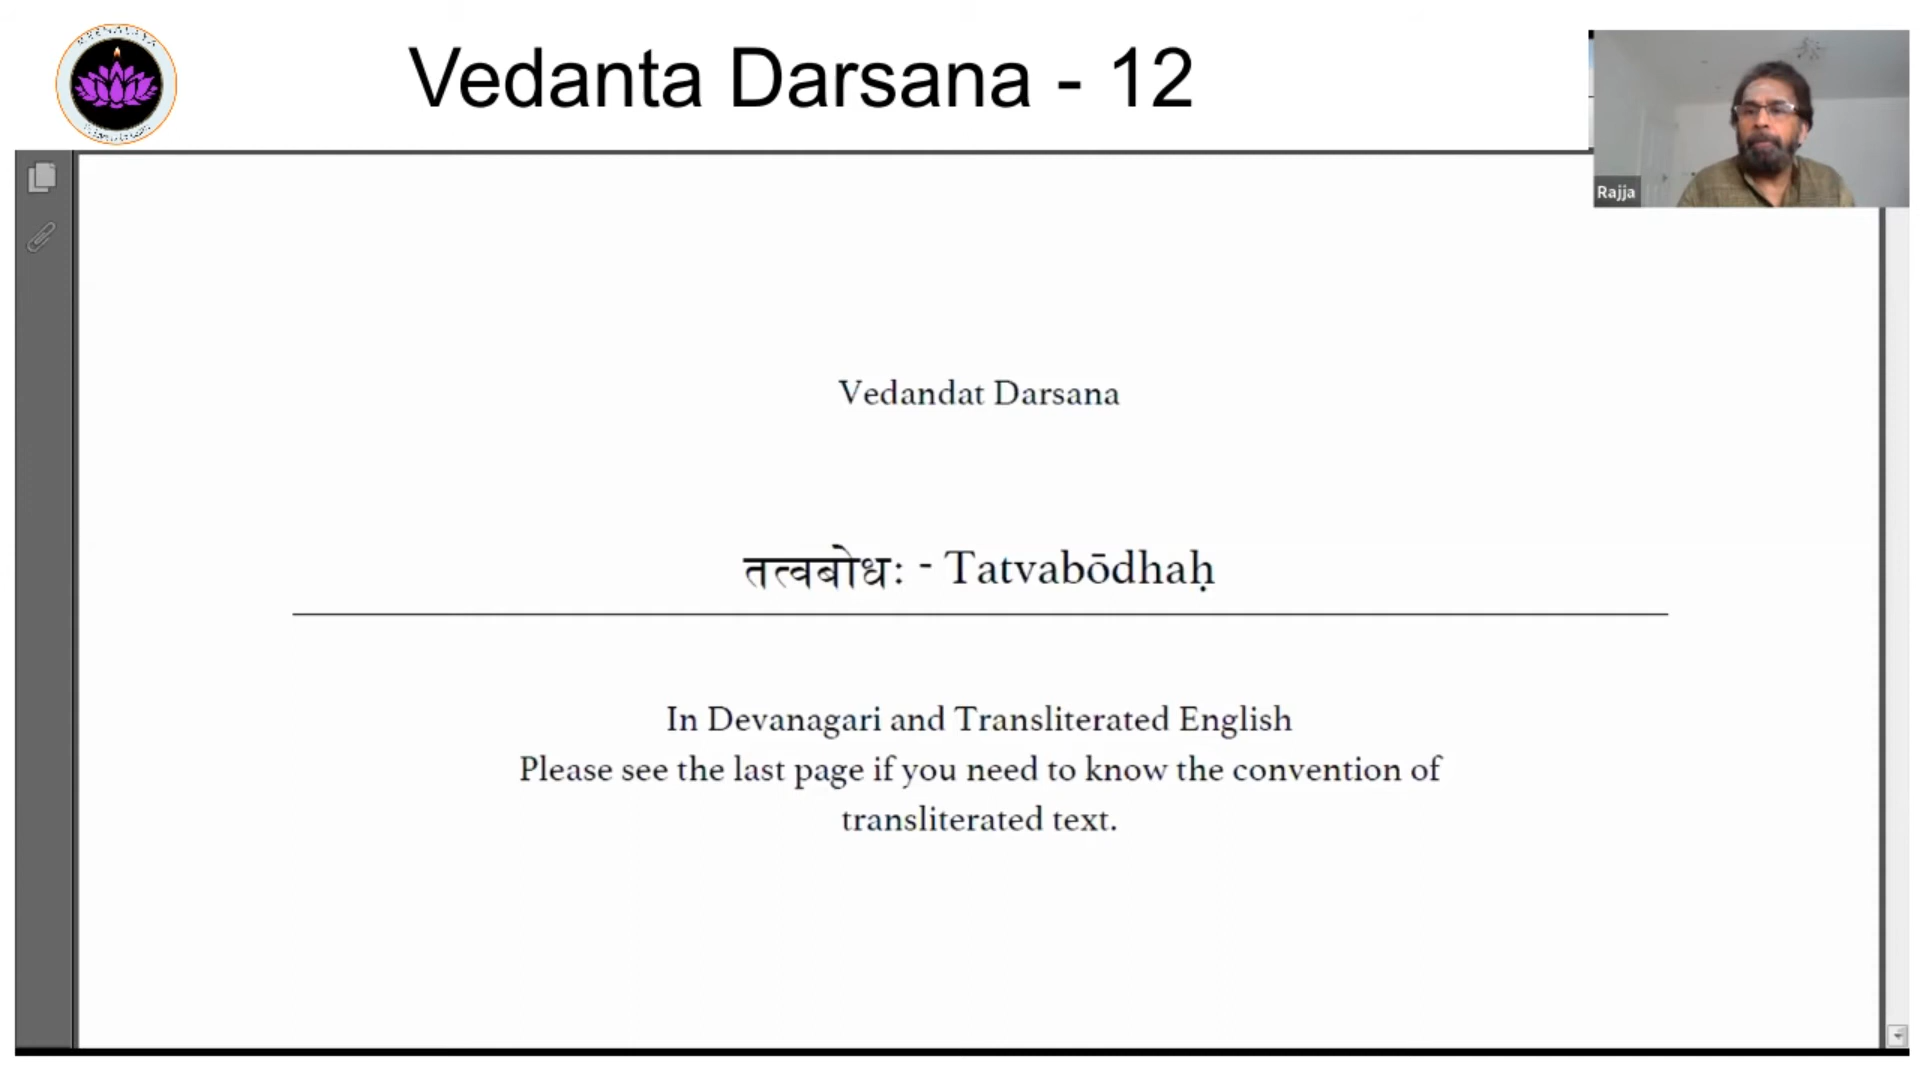 Vedanta Darsana - 12
Rajja
Vedandat Darsana
तत्वबोधः - Tatvabōdhaḥ
In Devanagari and Transliterated English
Please see the last page if you need to know the convention of
transliterated text.